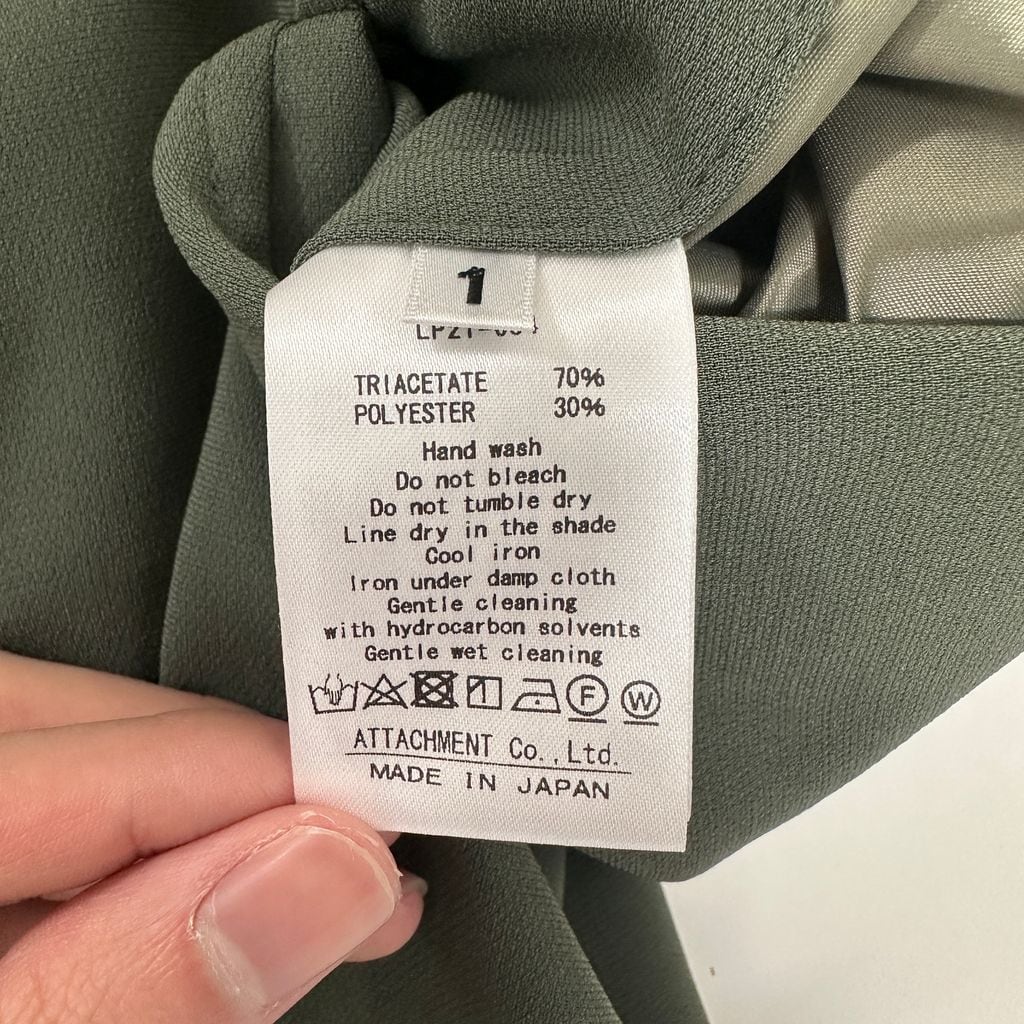 1
TRIACETATE 70%
POLYESTER 30%
Hand wash
Do not bleach
Do not tumble dry
Line dry in the shade
Cool iron
Iron under damp cloth
Gentle cleaning
with hydrocarbon solvents
Gentle wet cleaning
F W
ATTACHMENT Co.,Ltd.
MADE IN JAPAN